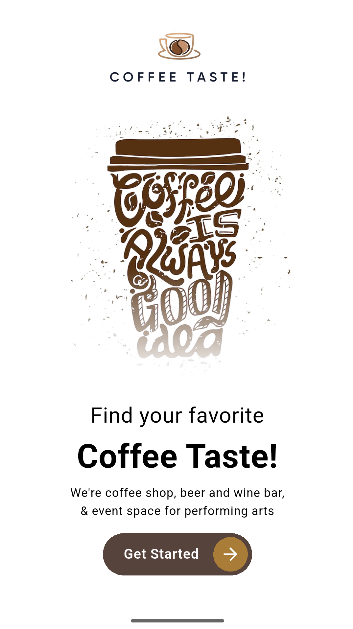 COFFEE TASTE!
Coffee
IS
ALWAYS
a
GOOD
idea
Find your favorite
Coffee Taste!
We're coffee shop, beer and wine bar,
& event space for performing arts
Get Started